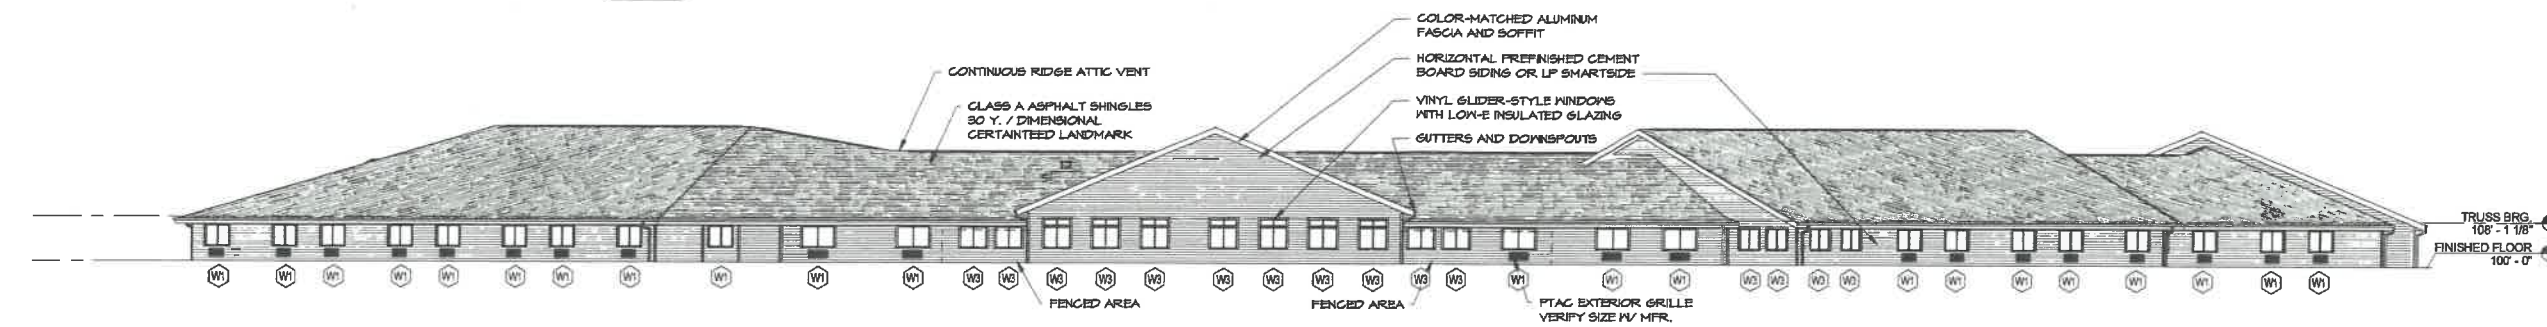 COLOR-MATCHED ALUMINUM
FASCIA AND SOFFIT
HORIZONTAL PREFINISHED CEMENT
BOARD SIDING OR LP SMARTSIDE
CONTINUOUS RIDGE ATTIC VENT
CLASS A ASPHALT SHINGLES
30 Y. / DIMENSIONAL
CERTAINTEED LANDMARK
VINYL GLIDER-STYLE WINDOWS
WITH LOW-E INSULATED GLAZING
GUTTERS AND DOWNSPOUTS
TRUSS BRG.
108' - 1 1/8"
FINISHED FLOOR
100' - 0"
W1 W1 W1 W1 W1 W1 W1 W1 W1 W1 W1 W3 W3 W3 W3 W3 W3 W3 W3 W3 W3 W3 W1 W1 W1 W3 W3 W3 W3 W1 W1 W1 W1 W1 W1 W1 W1
FENCED AREA
FENCED AREA
PTAC EXTERIOR GRILLE
VERIFY SIZE W/ MFR.